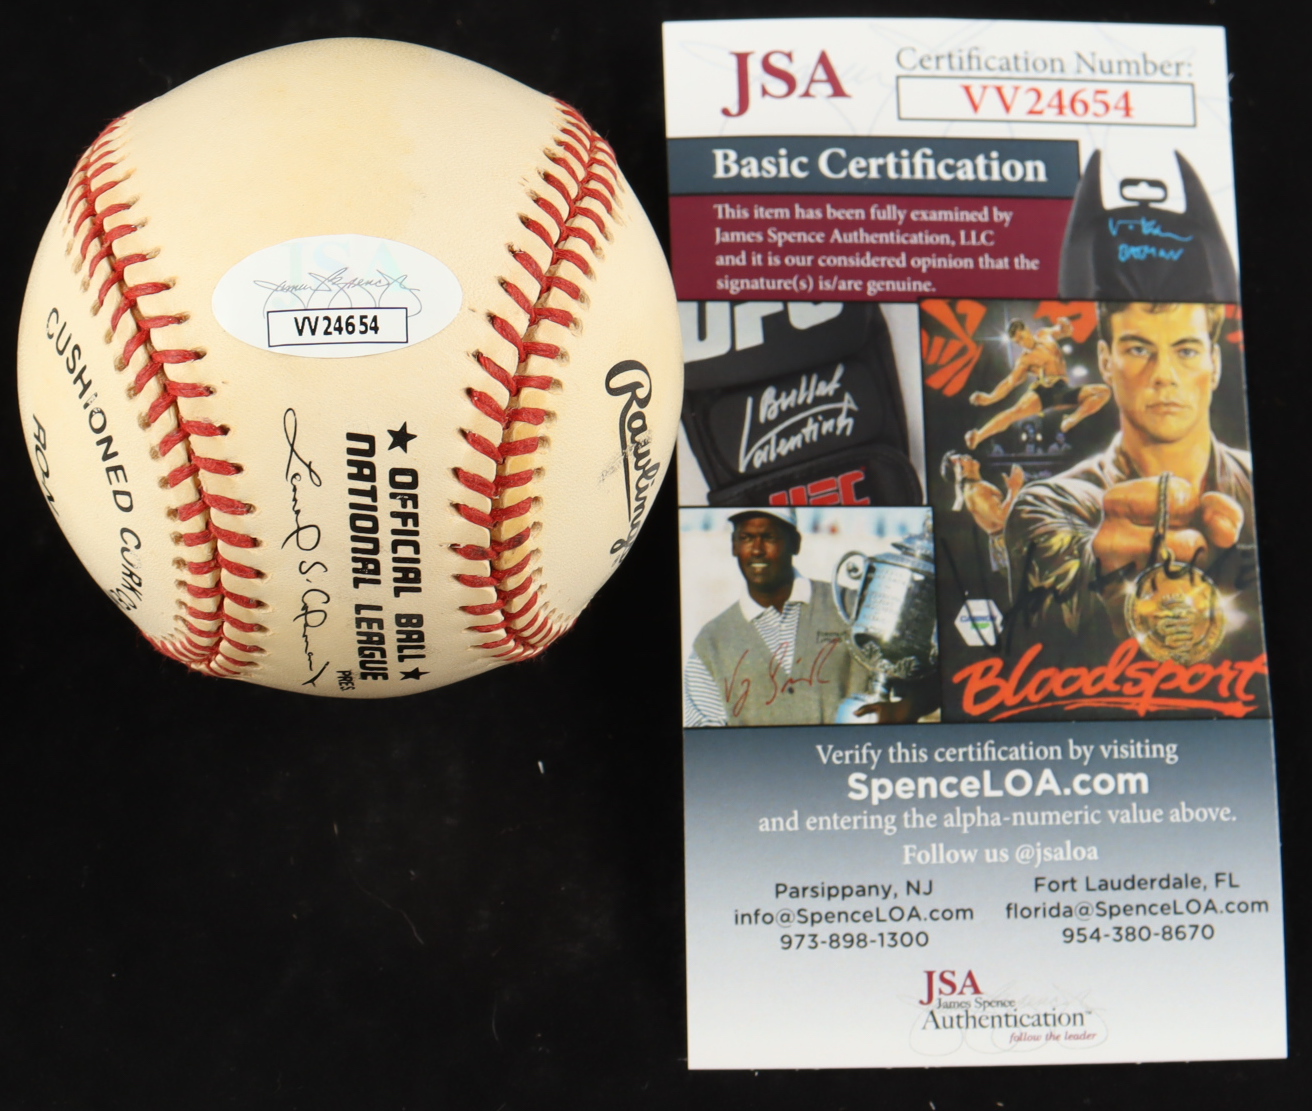 JSA
VV24654
CUSHIONED CORK
Rawlings
OFFICIAL BALL
NATIONAL LEAGUE
Leonard S. Coleman
PRES
JSA
Certification Number:
VV24654
Basic Certification
This item has been fully examined by
James Spence Authentication, LLC
and it is our considered opinion that the
signature(s) is/are genuine.
UFC
UFC
Bloodsport
Verify this certification by visiting
SpenceLOA.com
and entering the alpha-numeric value above.
Follow us @jsaloa
Parsippany, NJ
info@SpenceLOA.com
973-898-1300
Fort Lauderdale, FL
florida@SpenceLOA.com
954-380-8670
JSA
James Spence
Authentication™
follow the leader